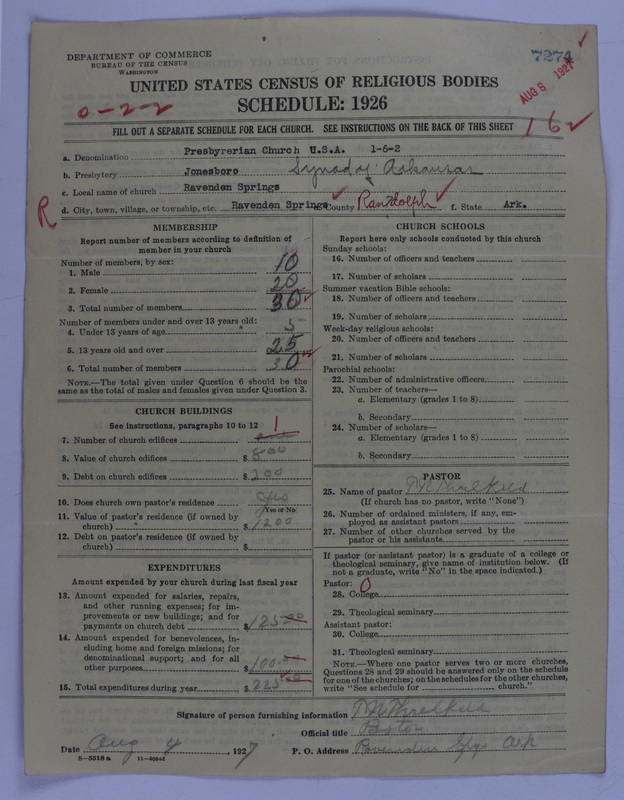 7274
AUG 8 1927
DEPARTMENT OF COMMERCE
BUREAU OF THE CENSUS
WASHINGTON
UNITED STATES CENSUS OF RELIGIOUS BODIES
SCHEDULE: 1926
0-2-2
FILL OUT A SEPARATE SCHEDULE FOR EACH CHURCH. SEE INSTRUCTIONS ON THE BACK OF THIS SHEET
162
a. Denomination Presbyrerian Church U.S.A. 1-6-2
b. Presbytery Jonesboro Synod of Arkansas
c. Local name of church Ravenden Springs
R
d. City, town, village, or township, etc. Ravenden Springs e. County Randolph f. State Ark.
MEMBERSHIP
Report number of members according to definition of
member in your church
Number of members, by sex:
1. Male 10
2. Female 20
3. Total number of members 30
Number of members under and over 13 years old:
4. Under 13 years of age 5
5. 13 years old and over 25
6. Total number of members 30
NOTE.—The total given under Question 6 should be the
same as the total of males and females given under Question 3.
CHURCH BUILDINGS
See instructions, paragraphs 10 to 12
7. Number of church edifices 1
8. Value of church edifices $ 800
9. Debt on church edifices $ 200
10. Does church own pastor's residence yes
Yes or No
11. Value of pastor's residence (if owned by
church) $ 1200
12. Debt on pastor's residence (if owned by
church) $
EXPENDITURES
Amount expended by your church during last fiscal year
13. Amount expended for salaries, repairs,
and other running expenses; for im-
provements or new buildings; and for
payments on church debt $ 125.00
14. Amount expended for benevolences, in-
cluding home and foreign missions; for
denominational support; and for all
other purposes $ 100.00
15. Total expenditures during year $ 225.00
CHURCH SCHOOLS
Report here only schools conducted by this church
Sunday schools:
16. Number of officers and teachers
17. Number of scholars
Summer vacation Bible schools:
18. Number of officers and teachers
19. Number of scholars
Week-day religious schools:
20. Number of officers and teachers
21. Number of scholars
Parochial schools:
22. Number of administrative officers
23. Number of teachers—
a. Elementary (grades 1 to 8)
b. Secondary
24. Number of scholars—
a. Elementary (grades 1 to 8)
b. Secondary
PASTOR
25. Name of pastor
(If church has no pastor, write "None")
26. Number of ordained ministers, if any, em-
ployed as assistant pastors
27. Number of other churches served by the
pastor or his assistants
If pastor (or assistant pastor) is a graduate of a college or
theological seminary, give name of institution below. (If
not a graduate, write "No" in the space indicated.)
Pastor: 0
28. College
29. Theological seminary
Assistant pastor:
30. College
31. Theological seminary
NOTE.—Where one pastor serves two or more churches,
Questions 28 and 29 should be answered only on the schedule
for one of the churches; on the schedules for the other churches,
write "See schedule for church."
Signature of person furnishing information
Official title Pastor
Date Aug 4, 1927 P. O. Address Ravenden Spgs Ark
8-5518a 11-6084d